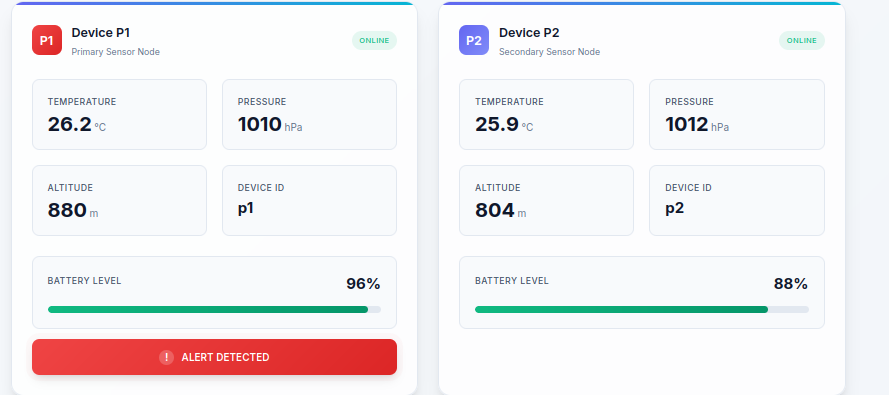 P1
Device P1
Primary Sensor Node
ONLINE
TEMPERATURE
26.2 °C
PRESSURE
1010 hPa
ALTITUDE
880 m
DEVICE ID
p1
BATTERY LEVEL
96%
! ALERT DETECTED
P2
Device P2
Secondary Sensor Node
ONLINE
TEMPERATURE
25.9 °C
PRESSURE
1012 hPa
ALTITUDE
804 m
DEVICE ID
p2
BATTERY LEVEL
88%